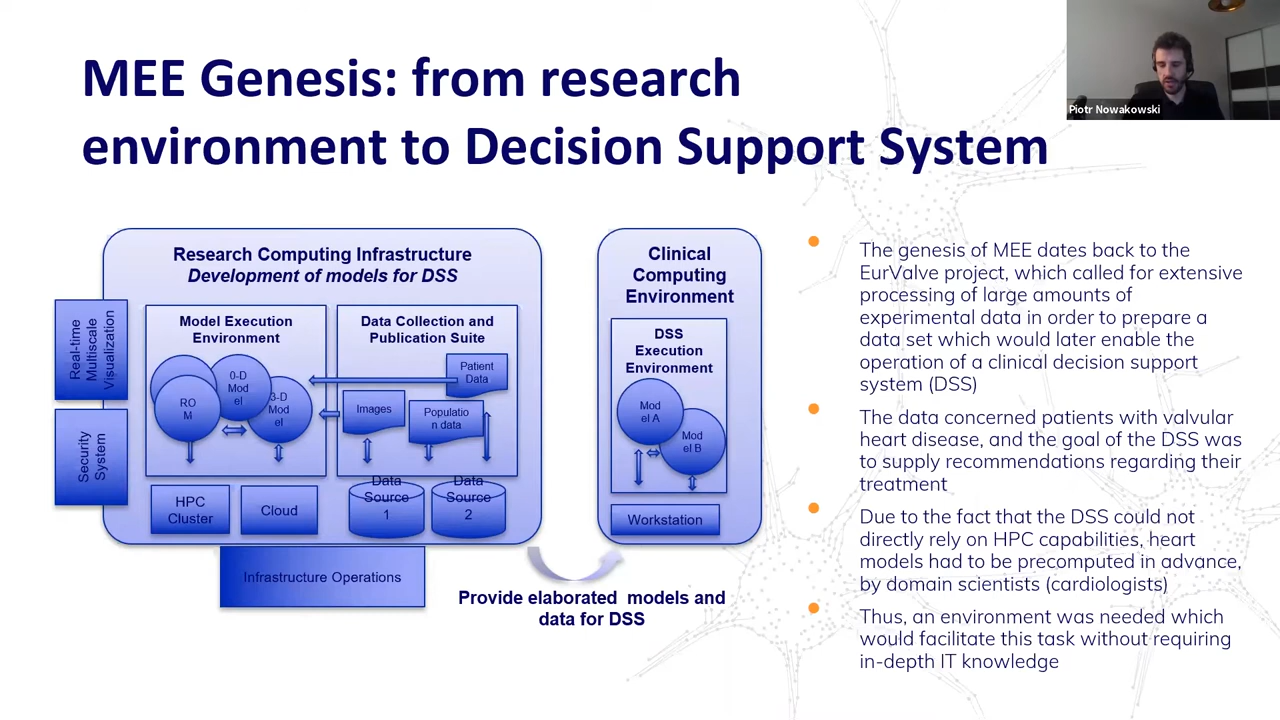 MEE Genesis: from research
environment to Decision Support System
Piotr Nowakowski
Research Computing Infrastructure
Development of models for DSS
Real-time
Multiscale
Visualization
Security
System
Model Execution
Environment
RO
M
0-D
Mod
el
3-D
Mod
el
Data Collection and
Publication Suite
Patient
Data
Images
Populatio
n data
HPC
Cluster
Cloud
Data
Source
1
Data
Source
2
Infrastructure Operations
Clinical
Computing
Environment
DSS
Execution
Environment
Mod
el A
Mod
el B
Workstation
Provide elaborated models and
data for DSS
The genesis of MEE dates back to the
EurValve project, which called for extensive
processing of large amounts of
experimental data in order to prepare a
data set which would later enable the
operation of a clinical decision support
system (DSS)
The data concerned patients with valvular
heart disease, and the goal of the DSS was
to supply recommendations regarding their
treatment
Due to the fact that the DSS could not
directly rely on HPC capabilities, heart
models had to be precomputed in advance,
by domain scientists (cardiologists)
Thus, an environment was needed which
would facilitate this task without requiring
in-depth IT knowledge